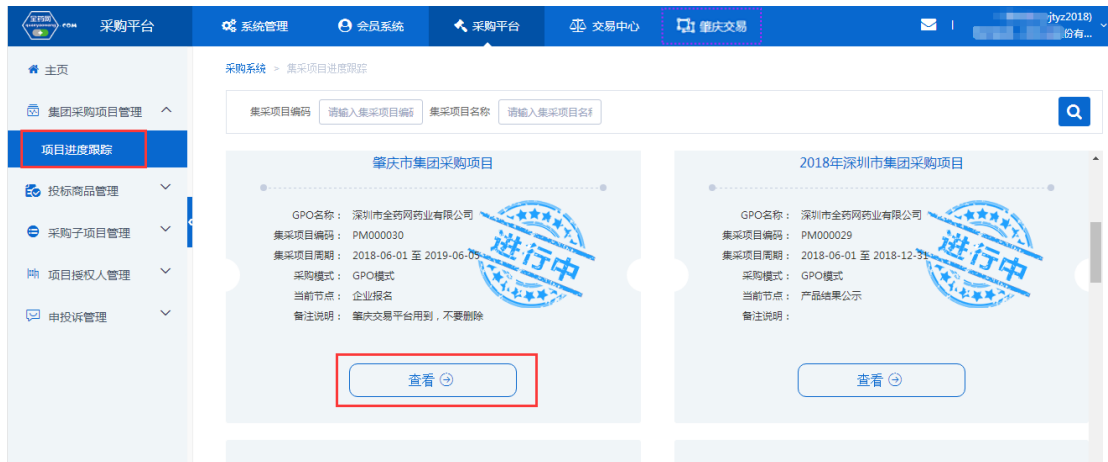 全药网 .COM 采购平台 系统管理 会员系统 采购平台 交易中心 肇庆交易 jtyz2018)
份有...
主页
集团采购项目管理
项目进度跟踪
投标商品管理
采购子项目管理
项目授权人管理
申投诉管理
采购系统 > 集采项目进度跟踪
集采项目编码 请输入集采项目编码 集采项目名称 请输入集采项目名称
肇庆市集团采购项目
GPO名称： 深圳市全药网药业有限公司
集采项目编码： PM000030
集采项目周期： 2018-06-01 至 2019-06-05
采购模式： GPO模式
当前节点： 企业报名
备注说明： 肇庆交易平台用到，不要删除
进行中
查看
2018年深圳市集团采购项目
GPO名称： 深圳市全药网药业有限公司
集采项目编码： PM000029
集采项目周期： 2018-06-01 至 2018-12-31
采购模式： GPO模式
当前节点： 产品结果公示
备注说明：
进行中
查看